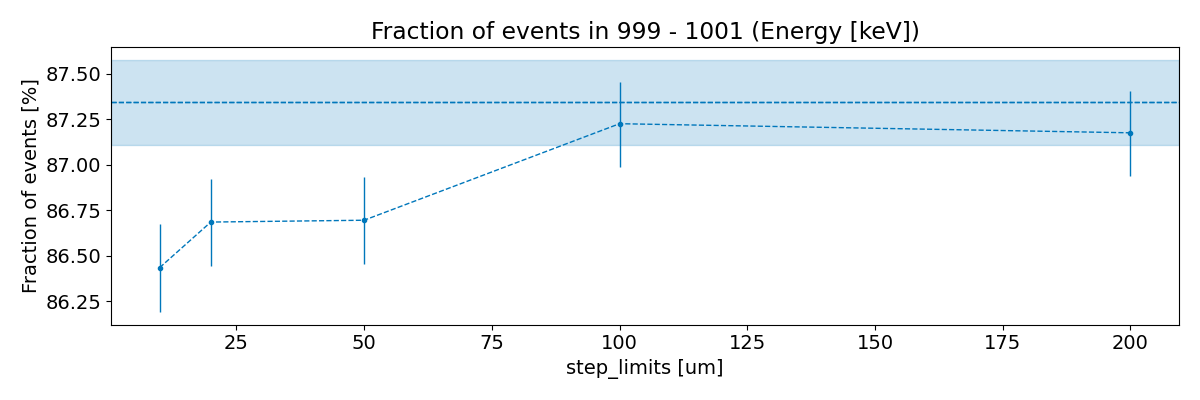 Fraction of events in 999 - 1001 (Energy [keV])
Fraction of events [%]
87.50
87.25
87.00
86.75
86.50
86.25
25 50 75 100 125 150 175 200
step_limits [um]